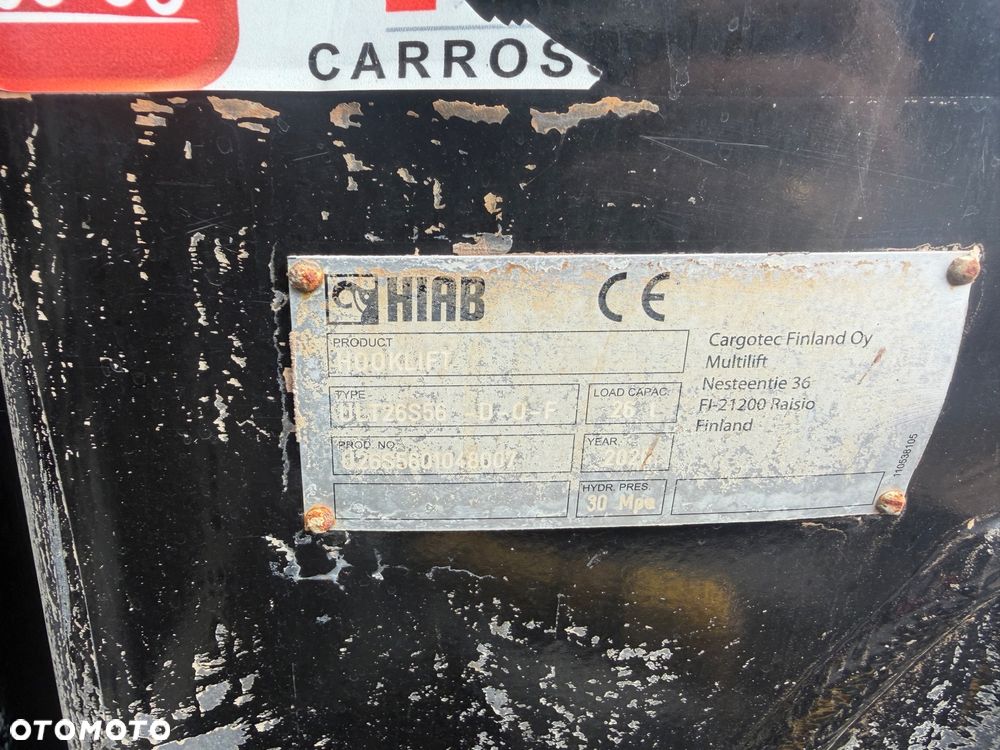 CARROS
HIAB CE
PRODUCT
HOOKLIFT
TYPE
LOAD CAPAC.
26 T
PROD. NO.
YEAR
HYDR. PRES.
30 Mpa
Cargotec Finland Oy
Multilift
Nesteentie 36
FI-21200 Raisio
Finland
110538105
OTOMOTO